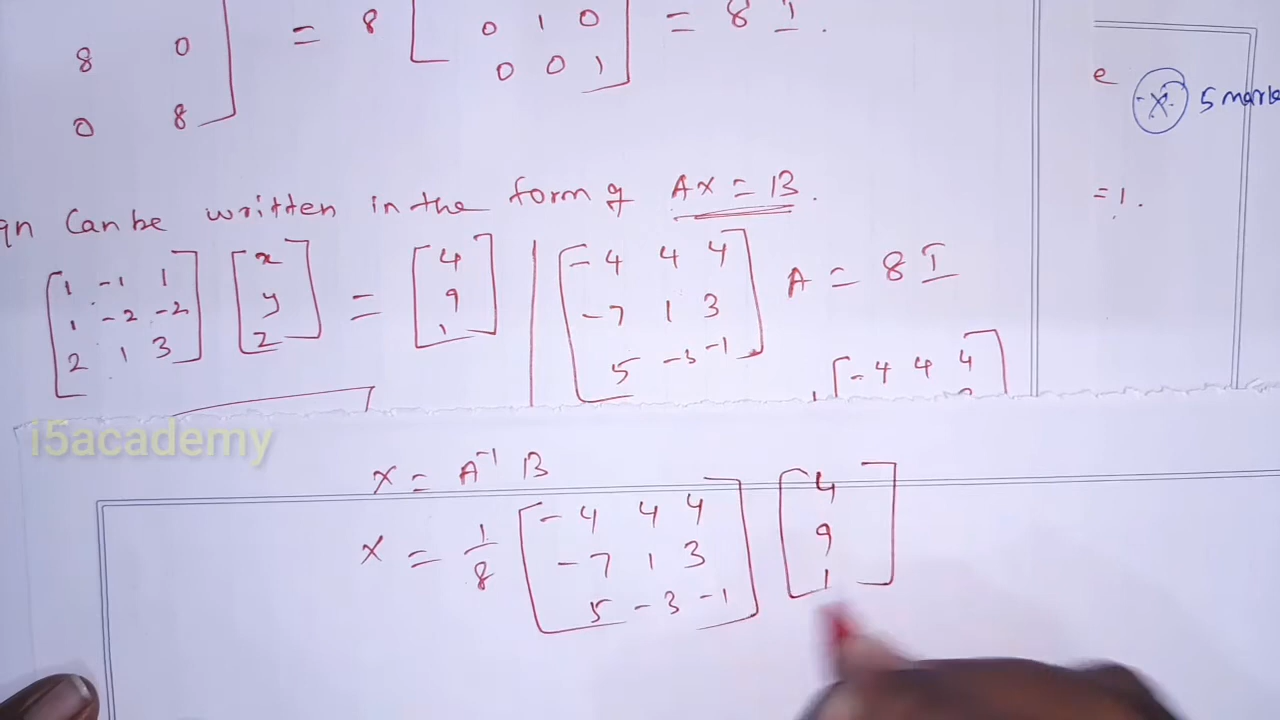 8 0 = 8 0 1 0 = 8 I.
0 8 0 0 1
e -x- 5 marks
= 1.
qn can be written in the form of AX = B.
1 -1 1 x 4 -4 4 4
1 -2 -2 y = 9 -7 1 3 A = 8 I
2 1 3 z 1 5 -3 -1
-4 4 4
i5academy
X = A⁻¹ B
X = 1/8 [-4 4 4 [4
-7 1 3 9
5 -3 -1] 1]